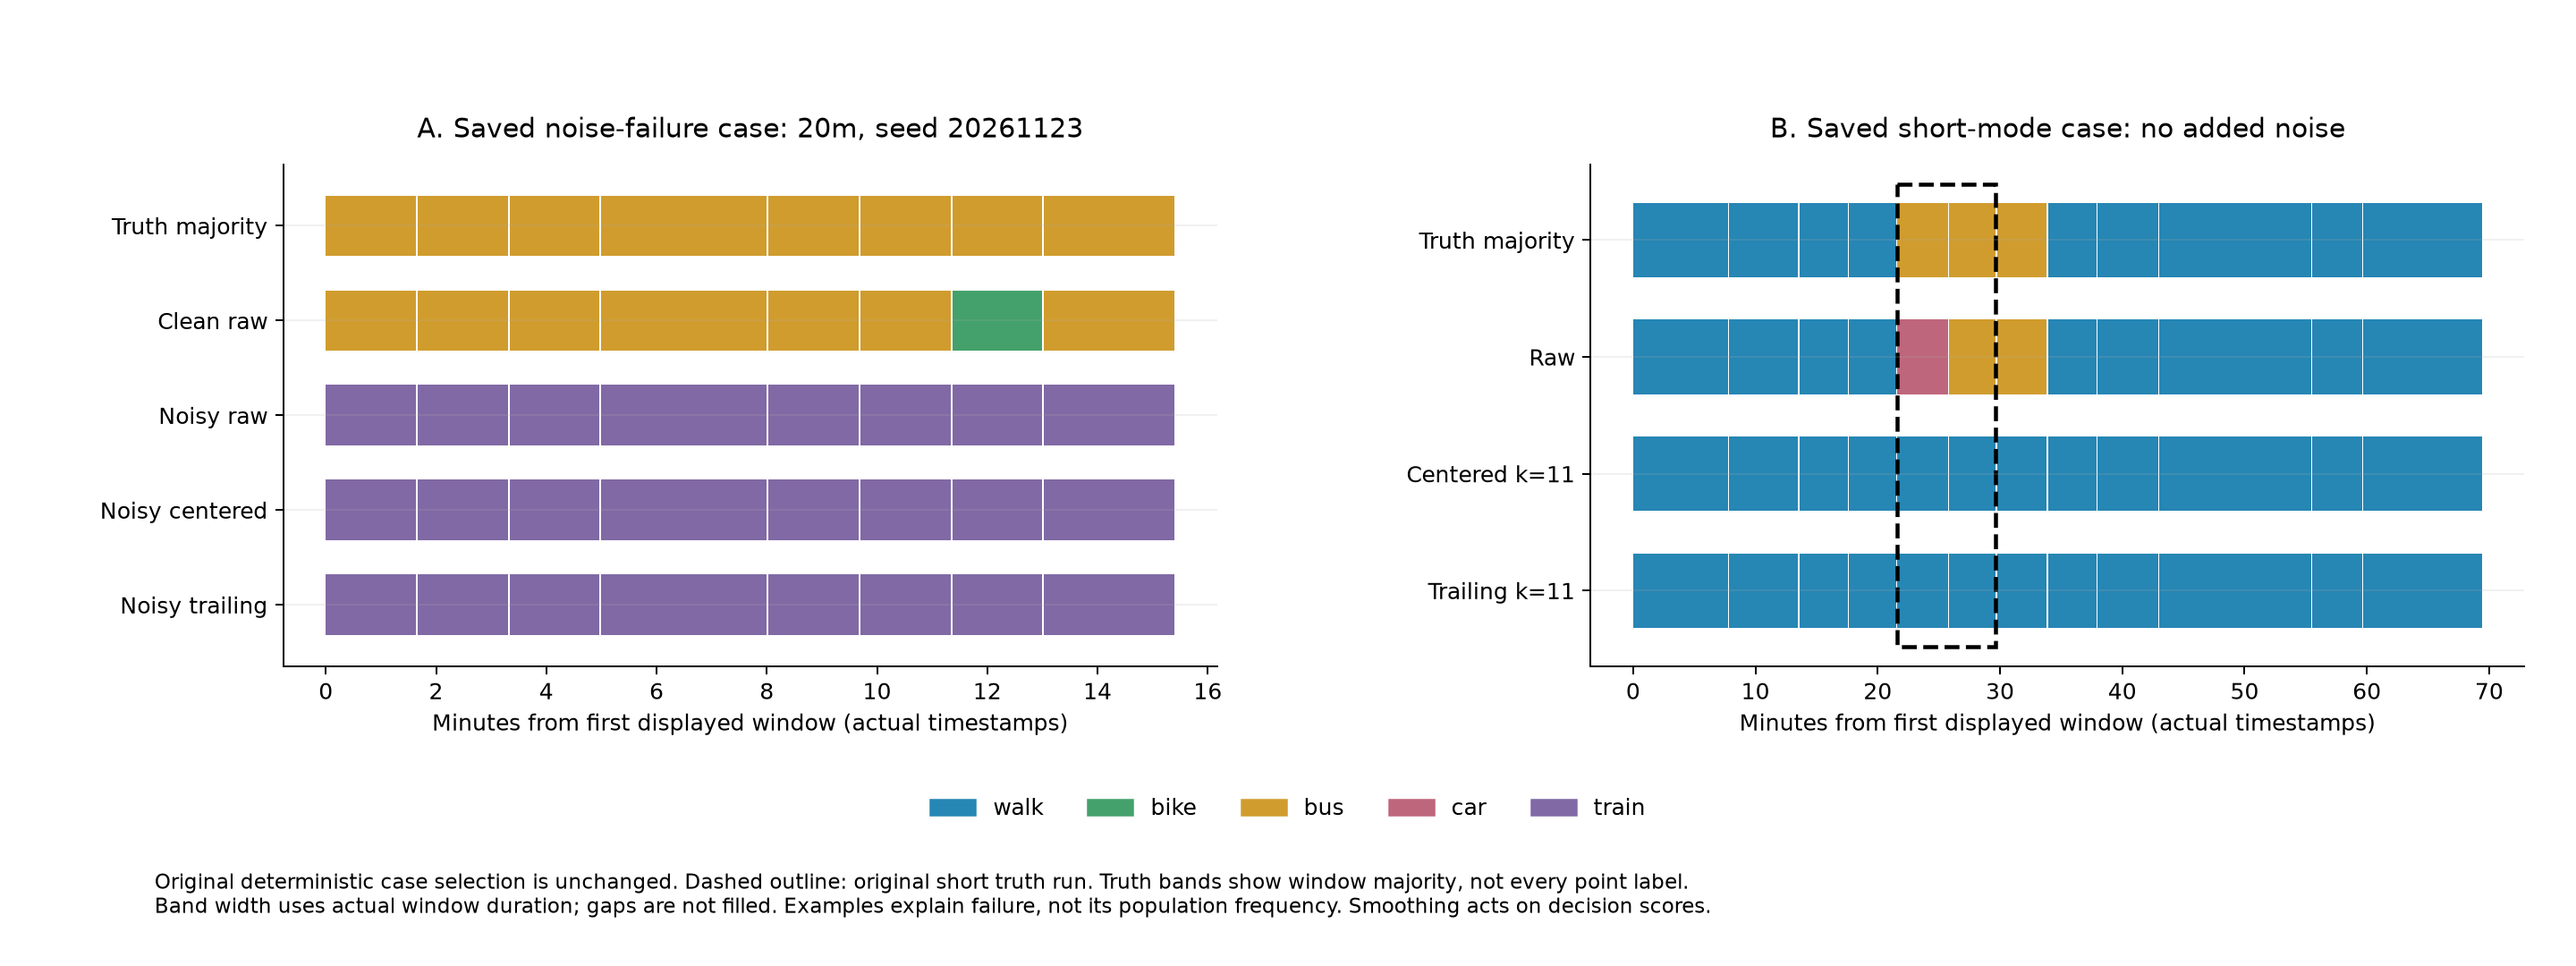 A. Saved noise-failure case: 20m, seed 20261123
Truth majority
Clean raw
Noisy raw
Noisy centered
Noisy trailing
0 2 4 6 8 10 12 14 16
Minutes from first displayed window (actual timestamps)
B. Saved short-mode case: no added noise
Truth majority
Raw
Centered k=11
Trailing k=11
0 10 20 30 40 50 60 70
Minutes from first displayed window (actual timestamps)
walk bike bus car train
Original deterministic case selection is unchanged. Dashed outline: original short truth run. Truth bands show window majority, not every point label.
Band width uses actual window duration; gaps are not filled. Examples explain failure, not its population frequency. Smoothing acts on decision scores.